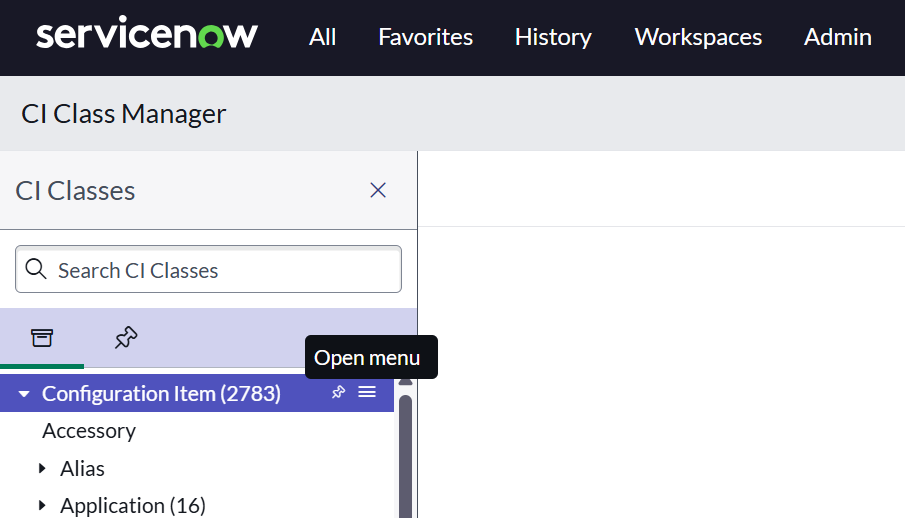 servicenow All Favorites History Workspaces Admin
CI Class Manager
CI Classes
Search CI Classes
Open menu
Configuration Item (2783)
Accessory
Alias
Application (16)